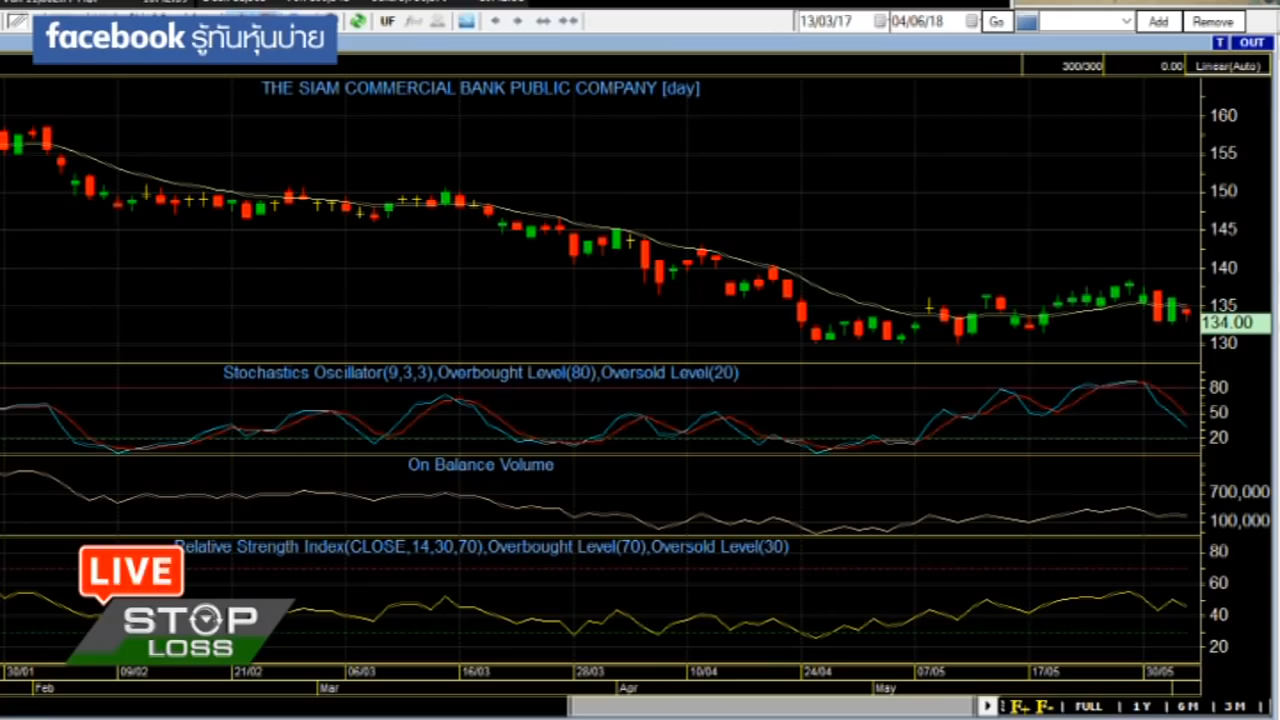 UF
13/03/17 04/06/18 Go Add Remove
facebook รู้ทันหุ้นบ่าย
T OUT
300/300 0.00 Linear(Auto)
THE SIAM COMMERCIAL BANK PUBLIC COMPANY [day]
160
155
150
145
140
135
134.00
130
Stochastics Oscillator(9,3,3),Overbought Level(80),Oversold Level(20)
80
50
20
On Balance Volume
700,000
100,000
Relative Strength Index(CLOSE,14,30,70),Overbought Level(70),Oversold Level(30)
80
60
40
20
LIVE
STOP
LOSS
30/01 09/02 21/02 06/03 16/03 28/03 10/04 24/04 07/05 17/05 30/05
Feb Mar Apr May
F+ F- FULL 1Y 6M 3M